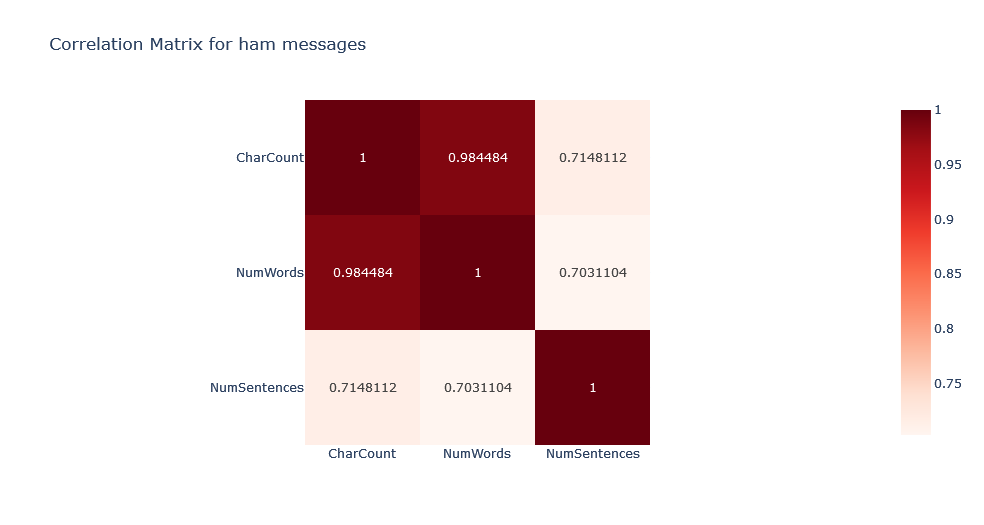 Correlation Matrix for ham messages
CharCount 1 0.984484 0.7148112
NumWords 0.984484 1 0.7031104
NumSentences 0.7148112 0.7031104 1
CharCount NumWords NumSentences
1
0.95
0.9
0.85
0.8
0.75